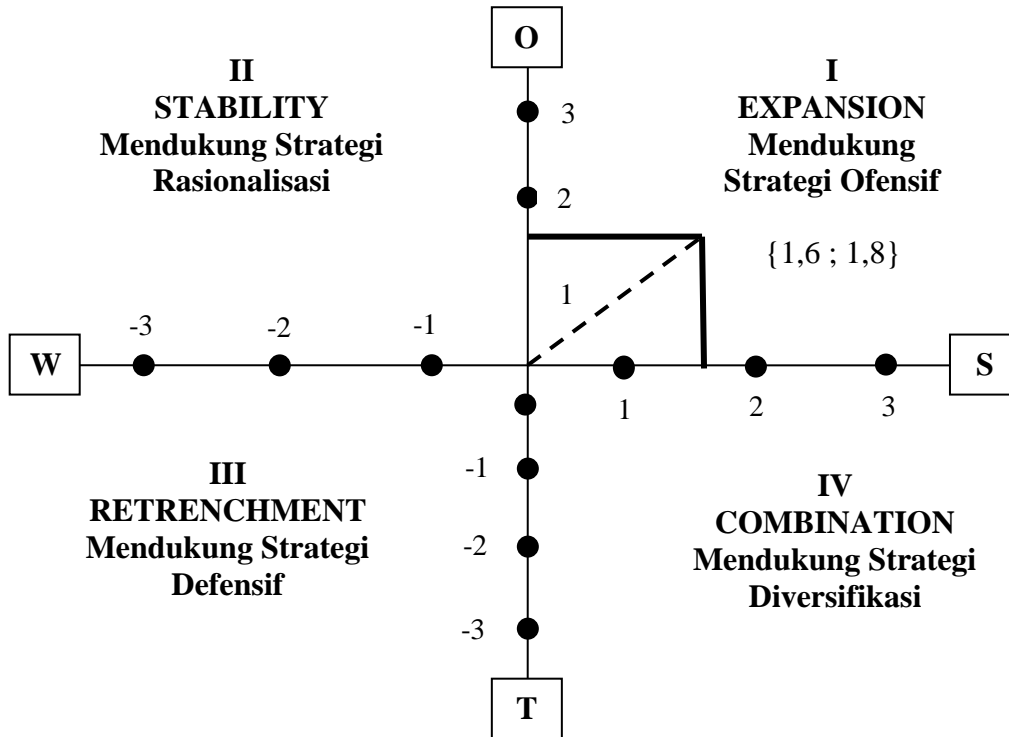 O
II
STABILITY
Mendukung Strategi
Rasionalisasi
I
EXPANSION
Mendukung
Strategi Ofensif
3
2
{1,6 ; 1,8}
1
-3
-2
-1
W
S
1
2
3
III
RETRENCHMENT
Mendukung Strategi
Defensif
-1
-2
-3
IV
COMBINATION
Mendukung Strategi
Diversifikasi
T